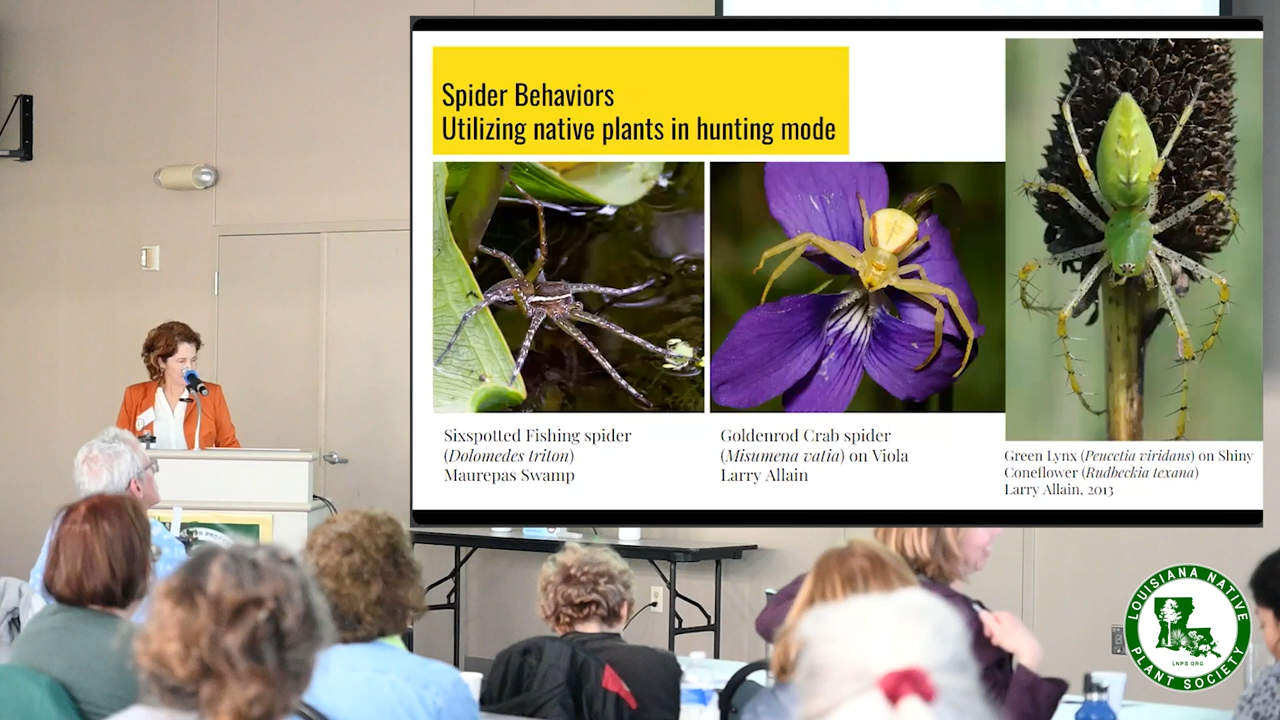 Spider Behaviors
Utilizing native plants in hunting mode
Sixspotted Fishing spider
(Dolomedes triton)
Maurepas Swamp
Goldenrod Crab spider
(Misumena vatia) on Viola
Larry Allain
Green Lynx (Peucetia viridans) on Shiny
Coneflower (Rudbeckia texana)
Larry Allain, 2013
LOUISIANA NATIVE
LNPS.ORG
PLANT SOCIETY